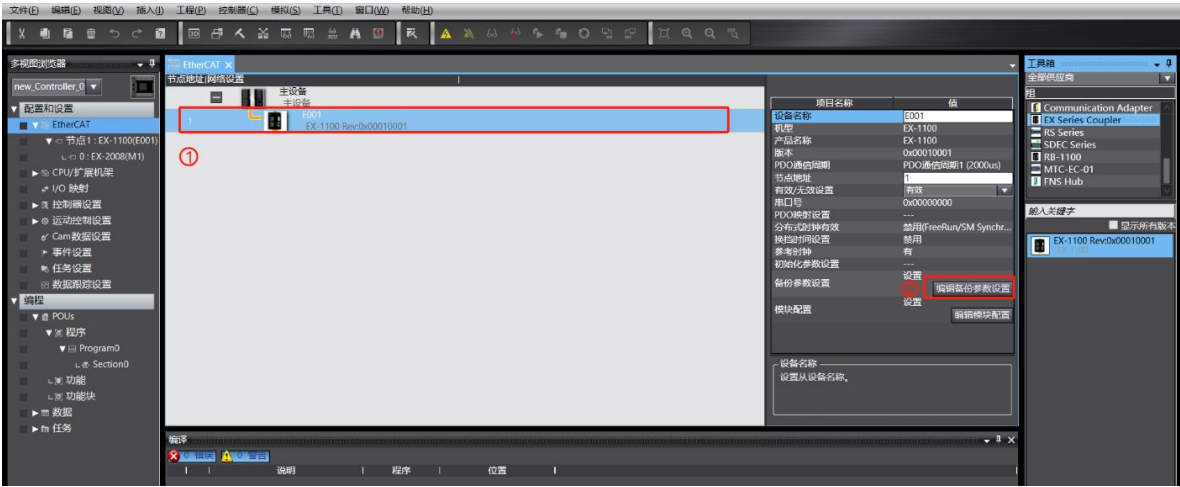 文件(F) 编辑(E) 视图(V) 插入(I) 工程(P) 控制器(C) 模拟(S) 工具(T) 窗口(W) 帮助(H)
多视图浏览器
new_Controller_0
配置和设置
EtherCAT
节点1 : EX-1100(E001)
0 : EX-2008(M1)
CPU/扩展机架
I/O 映射
控制器设置
运动控制设置
Cam数据设置
事件设置
任务设置
数据跟踪设置
编程
POUs
程序
Program0
Section0
功能
功能块
数据
任务
EtherCAT
节点地址|网络设置
主设备
主设备
1
E001
EX-1100 Rev:0x00010001
①
项目名称 值
设备名称 E001
机型 EX-1100
产品名称 EX-1100
版本 0x00010001
PDO通信周期 PDO通信周期1 (2000us)
节点地址 1
有效/无效设置 有效
串口号 0x00000000
PDO映射设置 ---
分布式时钟有效 禁用(FreeRun/SM Synchr...
换挡时间设置 禁用
参考时钟 有
初始化参数设置 ---
备份参数设置 设置
② 编辑备份参数设置
模块配置 设置
编辑模块配置
设备名称
设置从设备名称。
编译
0 错误 0 警告
说明 程序 位置
工具箱
全部供应商
组
Communication Adapter
EX Series Coupler
RS Series
SDEC Series
RB-1100
MTC-EC-01
FNS Hub
输入关键字
显示所有版本
EX-1100 Rev:0x00010001
EX-1100